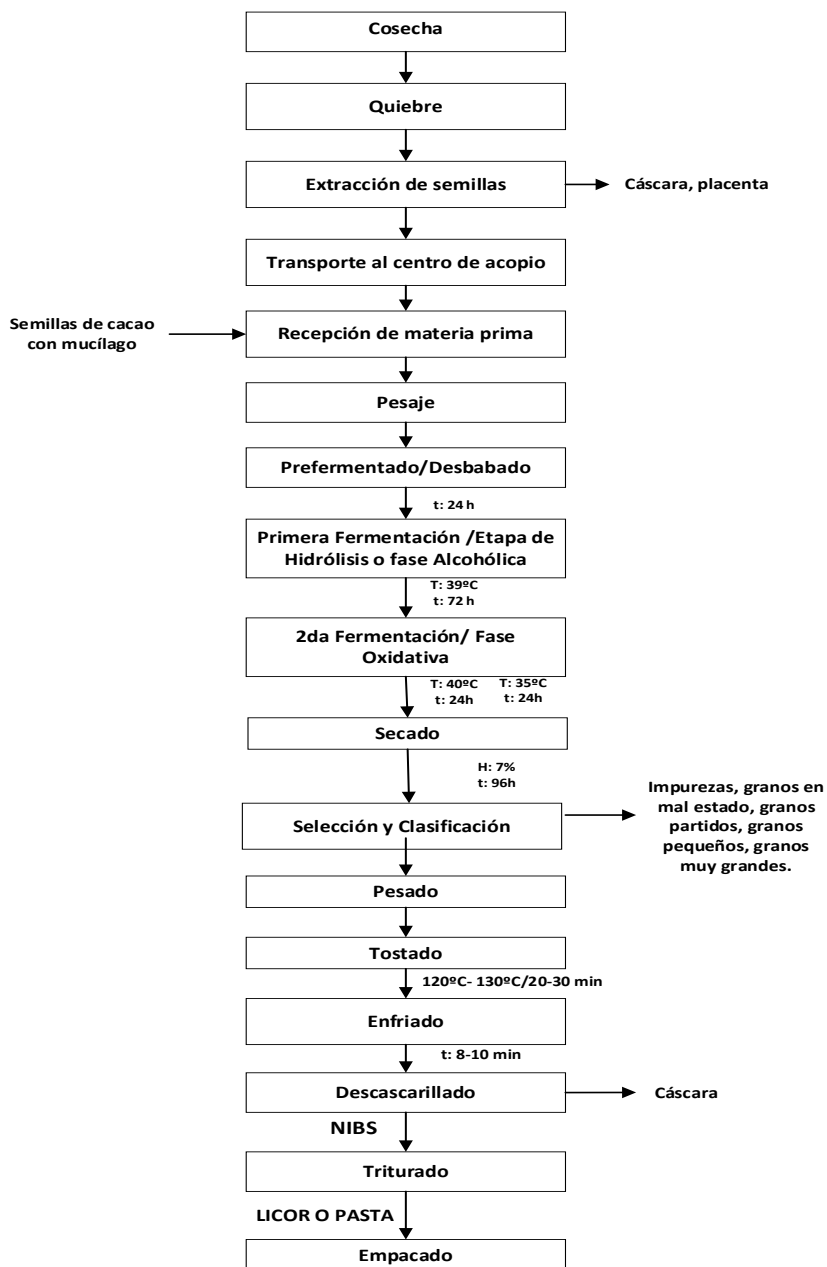 Cosecha
Quiebre
Extracción de semillas
Cáscara, placenta
Transporte al centro de acopio
Semillas de cacao
con mucílago
Recepción de materia prima
Pesaje
Prefermentado/Desbabado
t: 24 h
Primera Fermentación /Etapa de
Hidrólisis o fase Alcohólica
T: 39ºC
t: 72 h
2da Fermentación/ Fase
Oxidativa
T: 40ºC
t: 24h
T: 35ºC
t: 24h
Secado
H: 7%
t: 96h
Selección y Clasificación
Impurezas, granos en
mal estado, granos
partidos, granos
pequeños, granos
muy grandes.
Pesado
Tostado
120ºC- 130ºC/20-30 min
Enfriado
t: 8-10 min
Descascarillado
Cáscara
NIBS
Triturado
LICOR O PASTA
Empacado